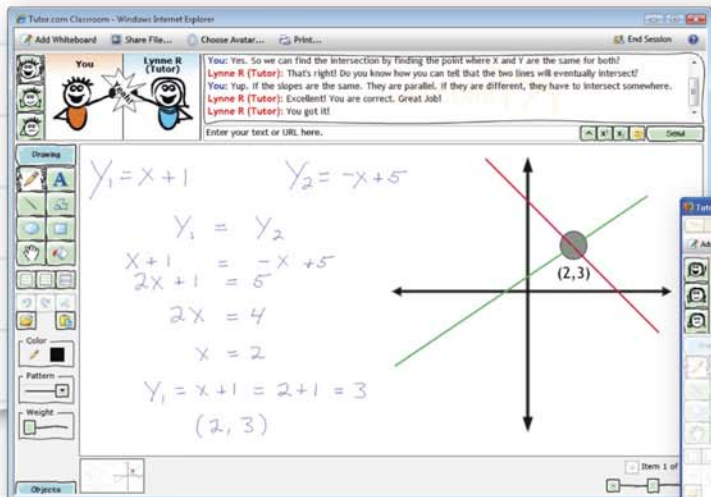 Tutor.com Classroom - Windows Internet Explorer
Add Whiteboard Share File... Choose Avatar... Print... End Session
You Lynne R (Tutor)
You: Yes. So we can find the intersection by finding the point where X and Y are the same for both!
Lynne R (Tutor): That's right! Do you know how you can tell that the two lines will eventually intersect?
You: Yup. If the slopes are the same. They are parallel. If they are different, they have to intersect somewhere.
Lynne R (Tutor): Excellent! You are correct. Great Job!
Lynne R (Tutor): You got it!
Enter your text or URL here.
Send
Drawing
A
Color
Pattern
Weight
Objects
Y₁ = x + 1 Y₂ = -x + 5
Y₁ = Y₂
x + 1 = -x + 5
2x + 1 = 5
2x = 4
x = 2
Y₁ = x + 1 = 2 + 1 = 3
(2, 3)
(2,3)
Item 1 of